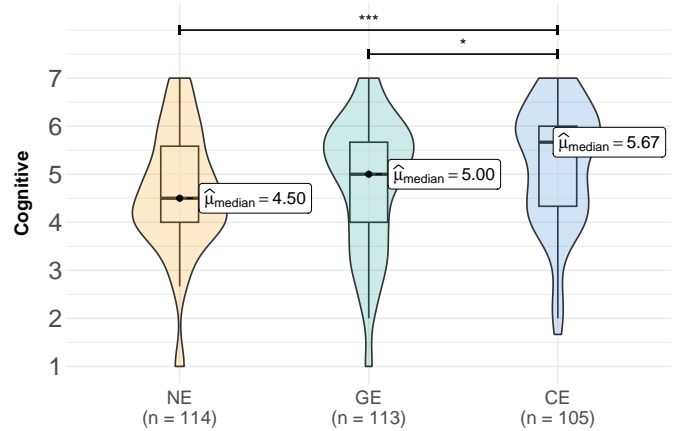 ***
*
7
6
5
4
3
2
1
Cognitive
μ̂median = 4.50
μ̂median = 5.00
μ̂median = 5.67
NE
(n = 114)
GE
(n = 113)
CE
(n = 105)